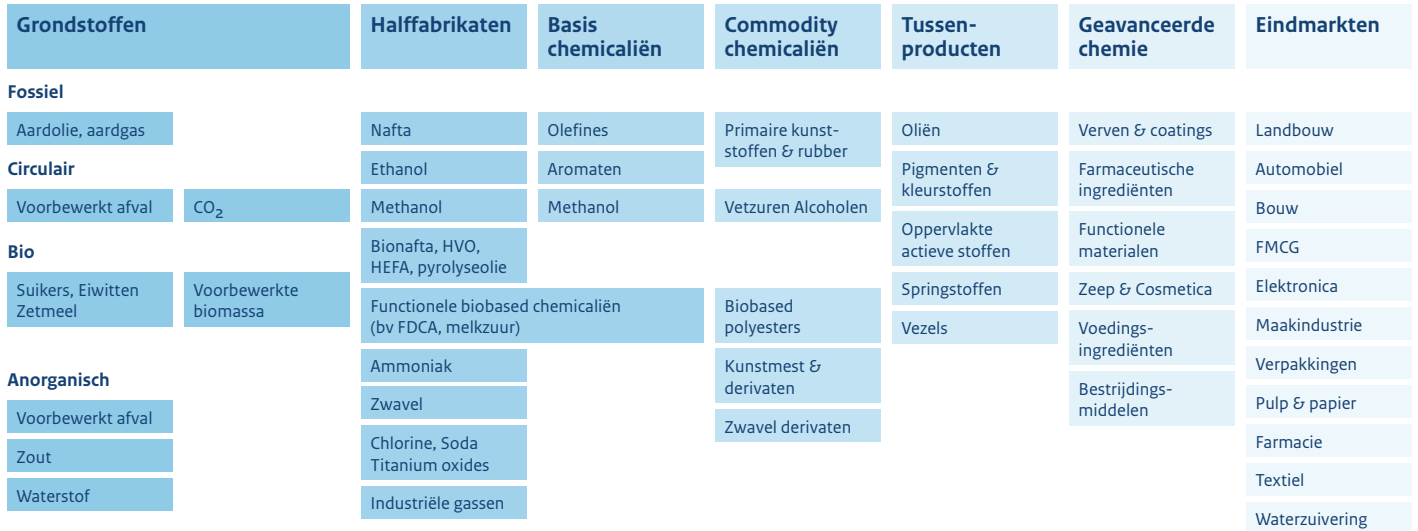 Grondstoffen
Fossiel
Aardolie, aardgas
Circulair
Voorbewerkt afval
CO₂
Bio
Suikers, Eiwitten
Zetmeel
Voorbewerkte
biomassa
Anorganisch
Voorbewerkt afval
Zout
Waterstof
Halffabrikaten
Nafta
Ethanol
Methanol
Bionafta, HVO,
HEFA, pyrolyseolie
Functionele biobased chemicaliën
(bv FDCA, melkzuur)
Ammoniak
Zwavel
Chlorine, Soda
Titanium oxides
Industriële gassen
Basis
chemicaliën
Olefines
Aromaten
Methanol
Commodity
chemicaliën
Primaire kunst-
stoffen & rubber
Vetzuren Alcoholen
Biobased
polyesters
Kunstmest &
derivaten
Zwavel derivaten
Tussen-
producten
Oliën
Pigmenten &
kleurstoffen
Oppervlakte
actieve stoffen
Springstoffen
Vezels
Geavanceerde
chemie
Verven & coatings
Farmaceutische
ingrediënten
Functionele
materialen
Zeep & Cosmetica
Voedings-
ingrediënten
Bestrijdings-
middelen
Eindmarkten
Landbouw
Automobiel
Bouw
FMCG
Elektronica
Maakindustrie
Verpakkingen
Pulp & papier
Farmacie
Textiel
Waterzuivering